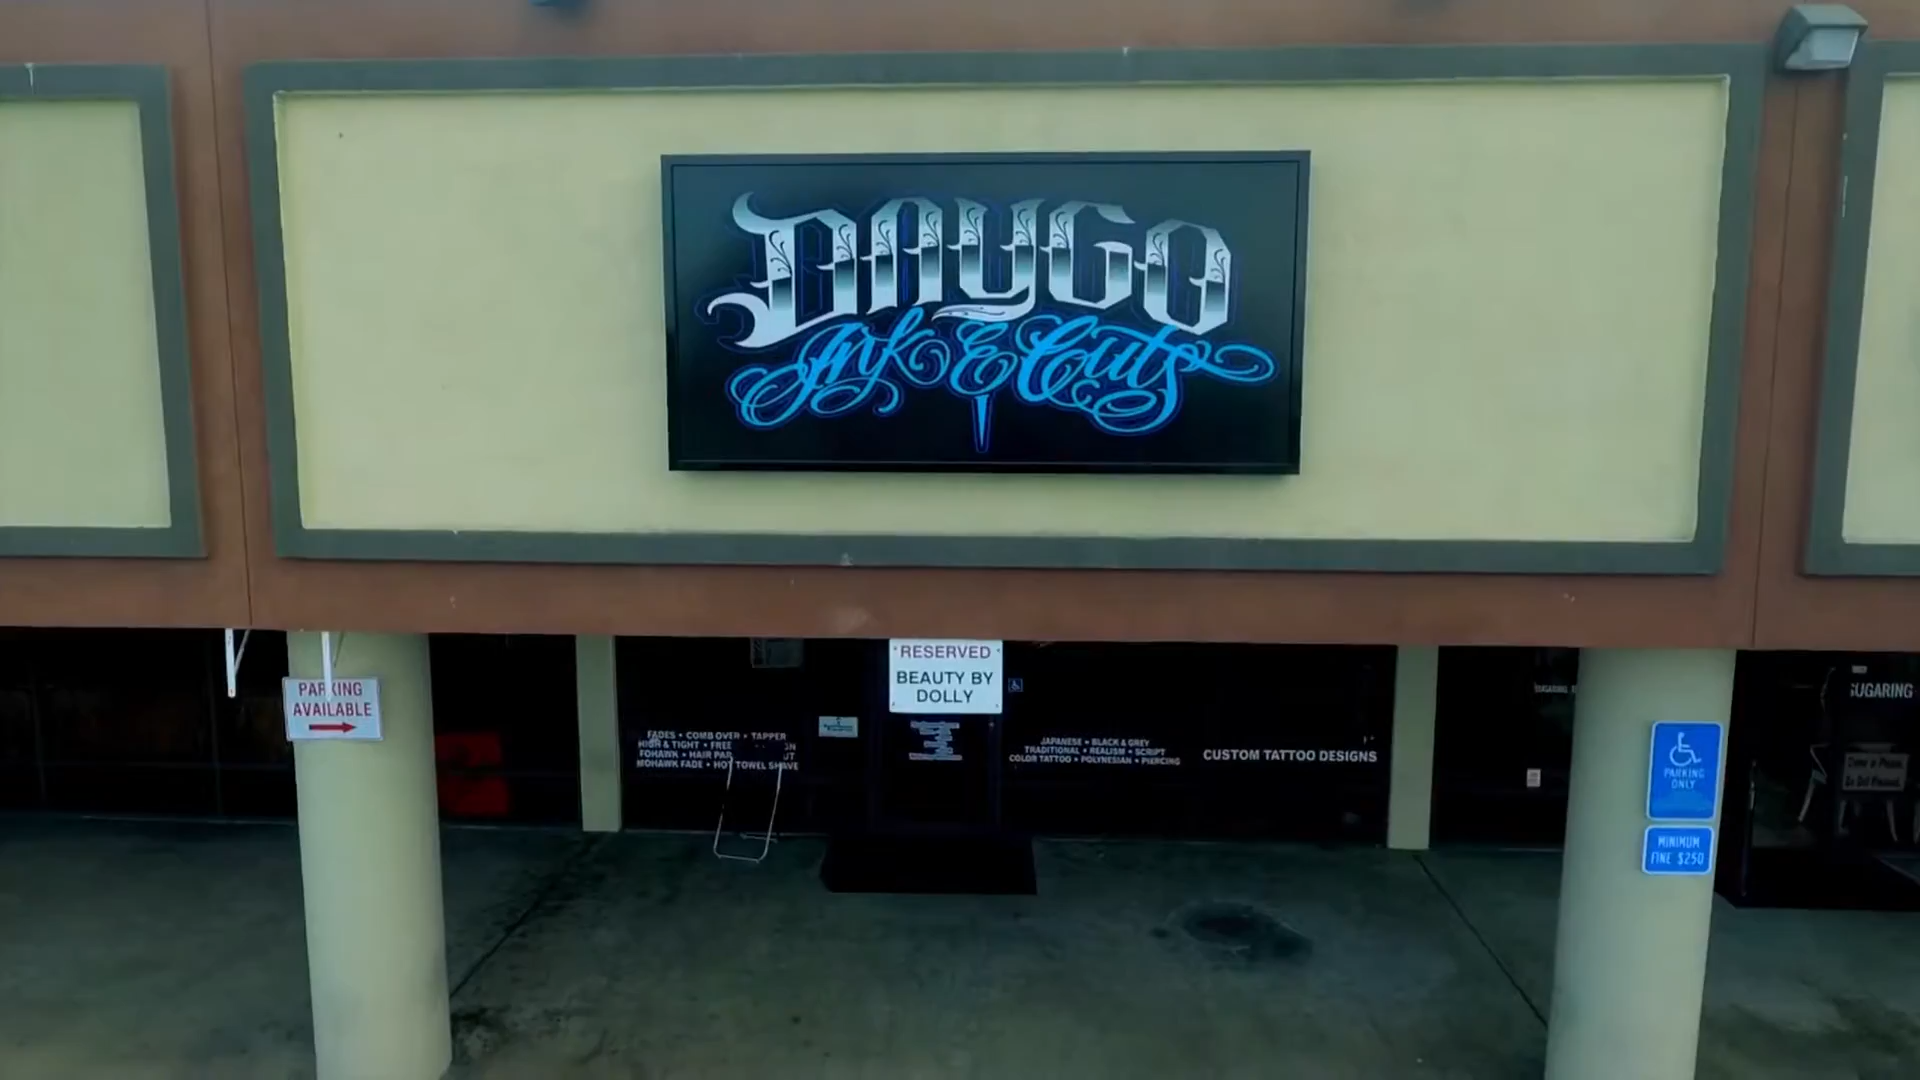 DAYGO
Ink & Cuts
RESERVED
BEAUTY BY
DOLLY
PARKING
AVAILABLE
FADES • COMB OVER • TAPPER
HIGH & TIGHT • FREE
FOHAWK • HAIR
MOHAWK FADE • HOT TOWEL SHAVE
JAPANESE • BLACK & GREY
TRADITIONAL • REALISM • SCRIPT
COLOR TATTOO • POLYNESIAN • PIERCING
CUSTOM TATTOO DESIGNS
SUGARING
PARKING
ONLY
MINIMUM
FINE $250